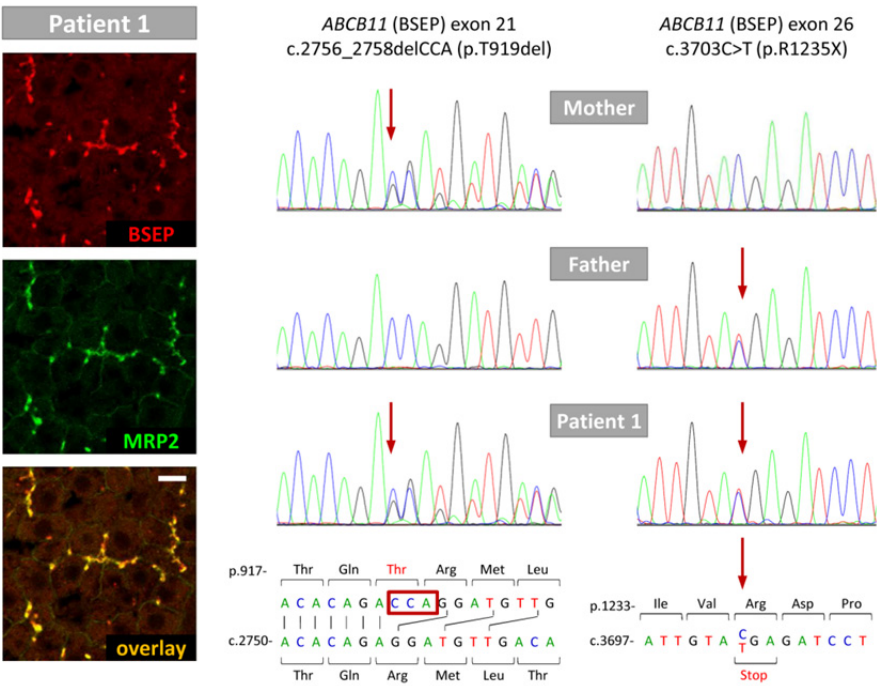 Patient 1
BSEP
MRP2
overlay
ABCB11 (BSEP) exon 21
c.2756_2758delCCA (p.T919del)
ABCB11 (BSEP) exon 26
c.3703C>T (p.R1235X)
Mother
Father
Patient 1
p.917- Thr Gln Thr Arg Met Leu
A C A C A G A C C A G G A T G T T G
c.2750- A C A C A G A G G A T G T T G A C A
Thr Gln Arg Met Leu Thr
p.1233- Ile Val Arg Asp Pro
C
c.3697- A T T G T A G A G A T C C T
T
Stop